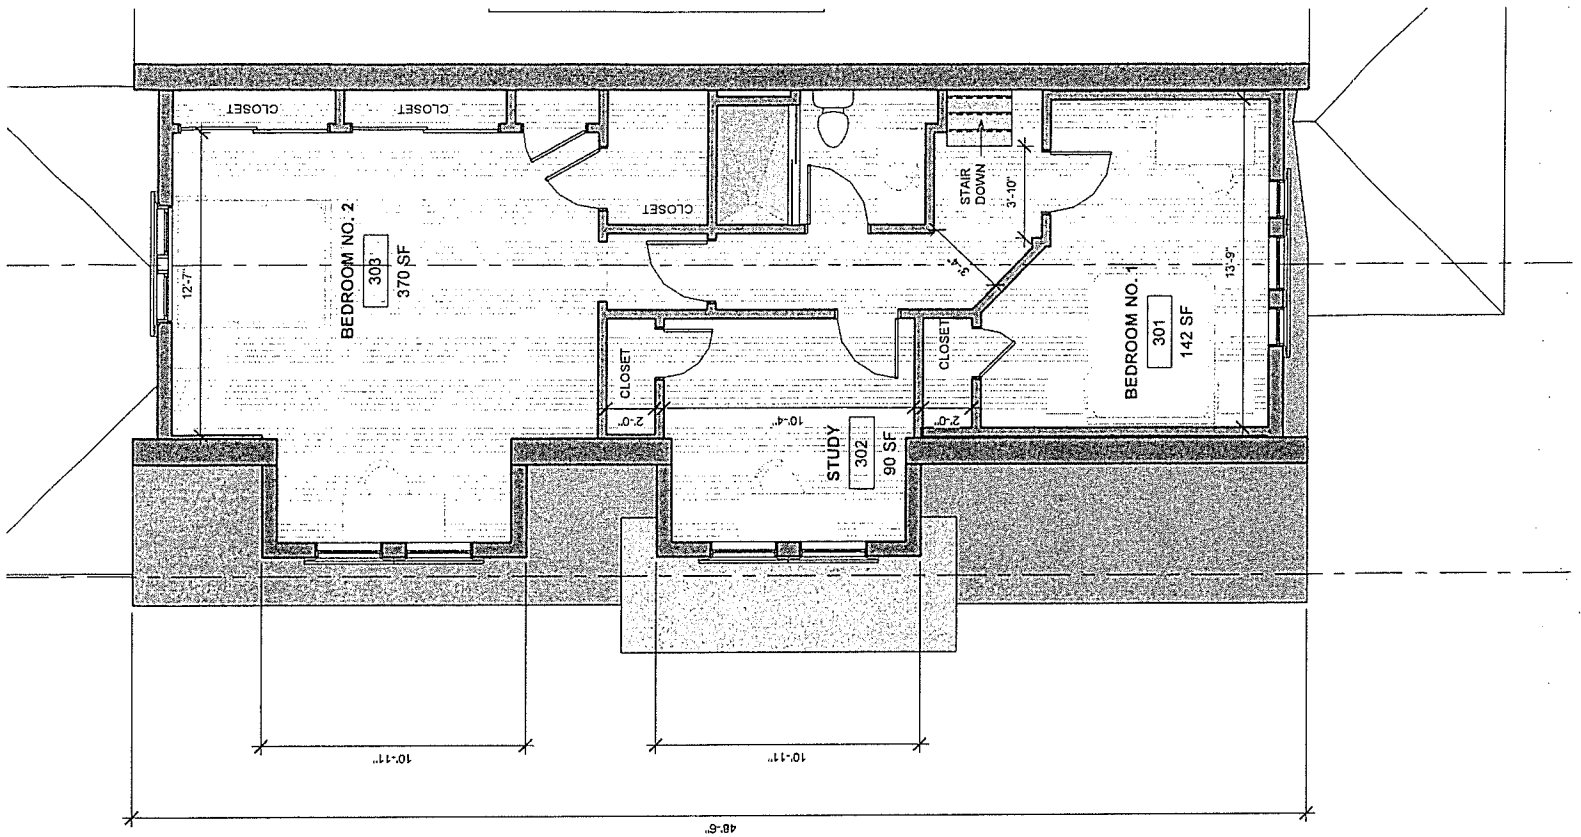 CLOSET
CLOSET
CLOSET
12'-7"
BEDROOM NO. 2
303
370 SF
STAIR
DOWN
3'-10"
3'-4"
13'-9"
BEDROOM NO. 1
301
142 SF
CLOSET
CLOSET
2'-0"
10'-4"
2'-0"
STUDY
302
90 SF
10'-11"
10'-11"
48'-6"